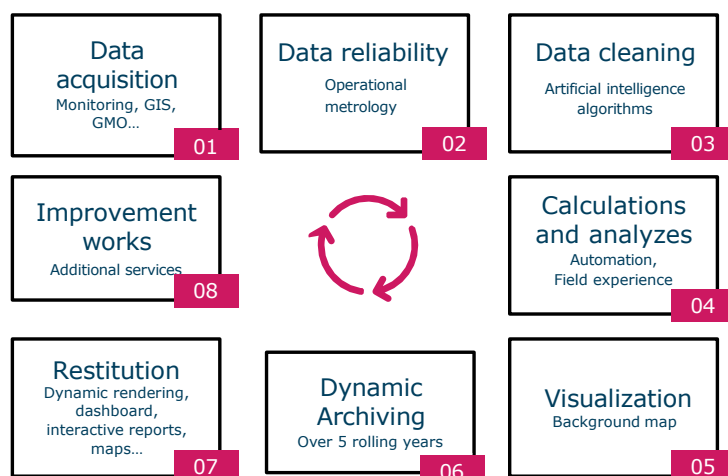 Data
acquisition
Monitoring, GIS,
GMO…
01
Data reliability
Operational
metrology
02
Data cleaning
Artificial intelligence
algorithms
03
Improvement
works
Additional services
08
Calculations
and analyzes
Automation,
Field experience
04
Restitution
Dynamic rendering,
dashboard,
interactive reports,
maps…
07
Dynamic
Archiving
Over 5 rolling years
06
Visualization
Background map
05